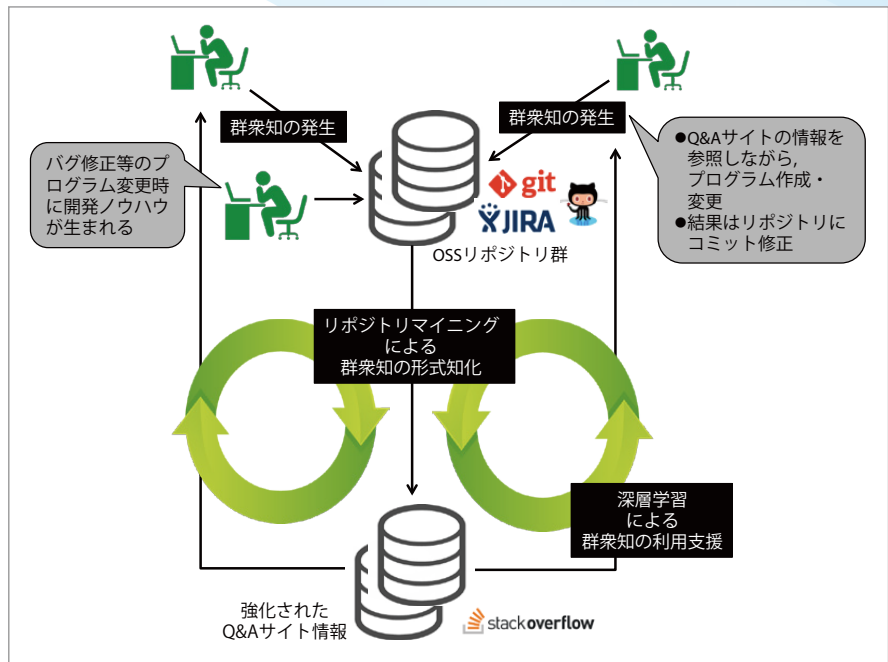 群衆知の発生
群衆知の発生
バグ修正等のプ
ログラム変更時
に開発ノウハウ
が生まれる
●Q&Aサイトの情報を
参照しながら,
プログラム作成・
変更
●結果はリポジトリに
コミット修正
git
JIRA
OSSリポジトリ群
リポジトリマイニング
による
群衆知の形式知化
深層学習
による
群衆知の利用支援
強化された
Q&Aサイト情報
stackoverflow